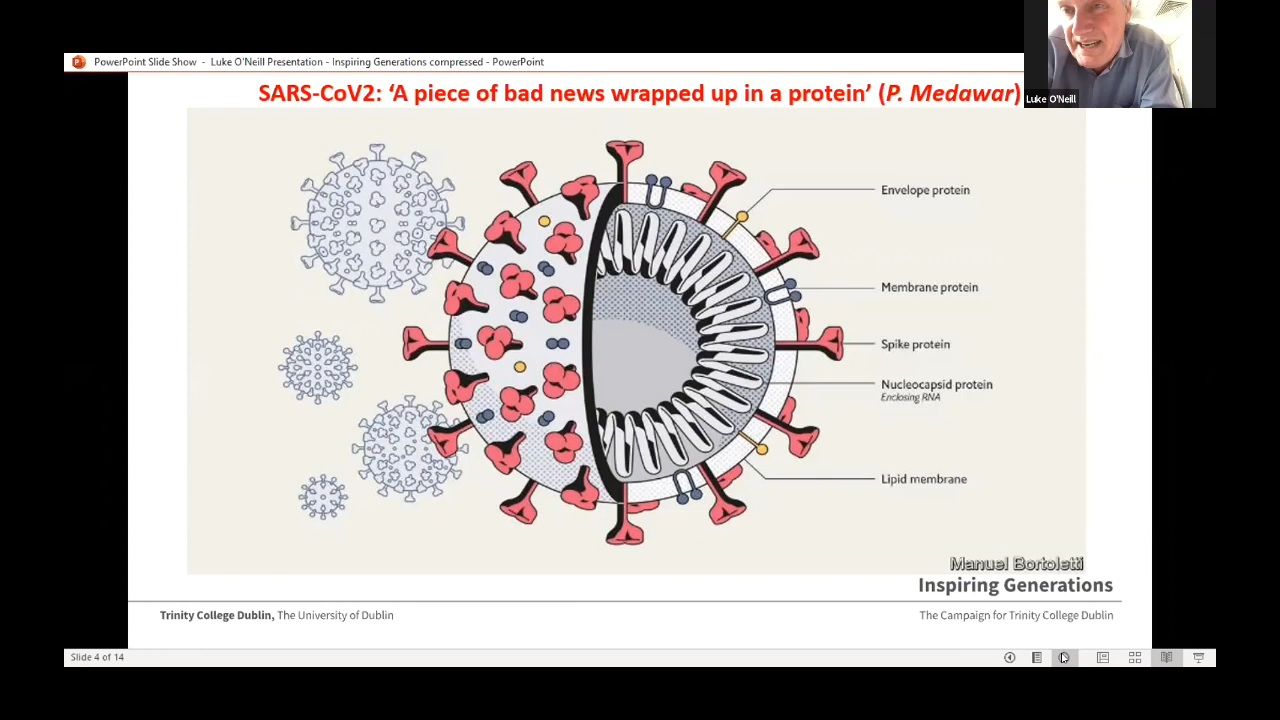 PowerPoint Slide Show - Luke O'Neill Presentation - Inspiring Generations compressed - PowerPoint
SARS-CoV2: ‘A piece of bad news wrapped up in a protein’ (P. Medawar)
Luke O'Neill
Envelope protein
Membrane protein
Spike protein
Nucleocapsid protein
Enclosing RNA
Lipid membrane
Manuel Bortoletti
Inspiring Generations
Trinity College Dublin, The University of Dublin
The Campaign for Trinity College Dublin
Slide 4 of 14